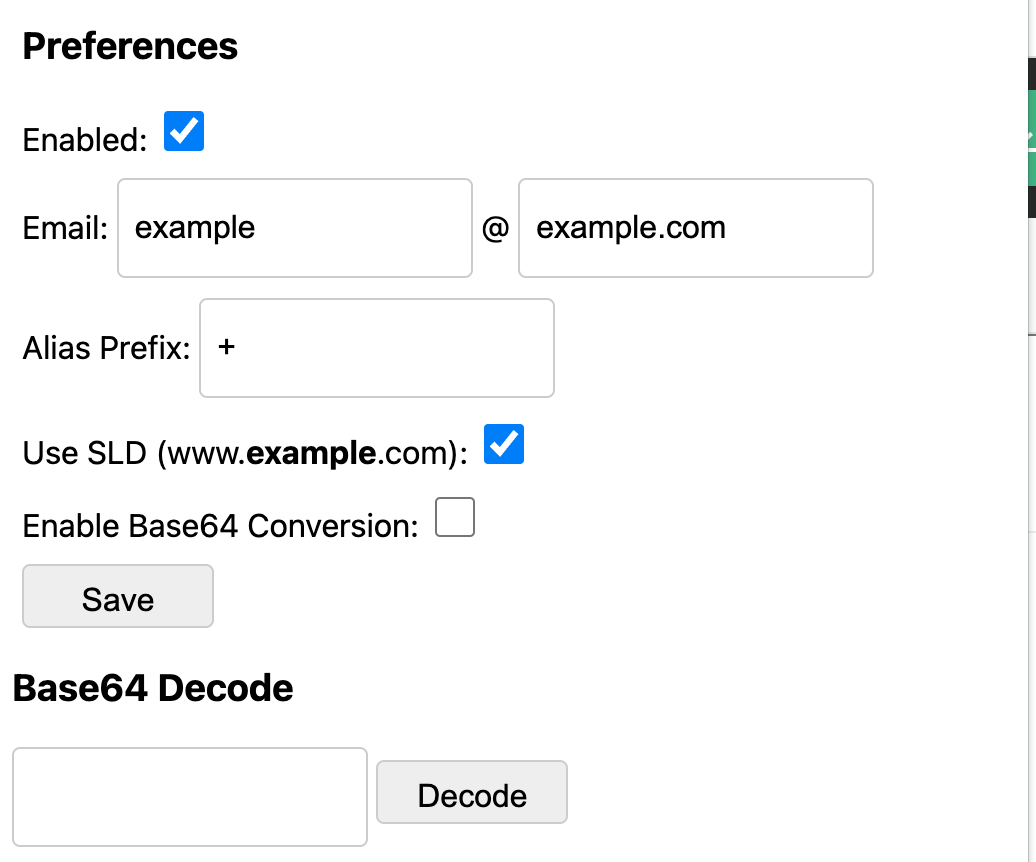 Preferences
Enabled:
Email: example @ example.com
Alias Prefix: +
Use SLD (www.example.com):
Enable Base64 Conversion:
Save
Base64 Decode
Decode